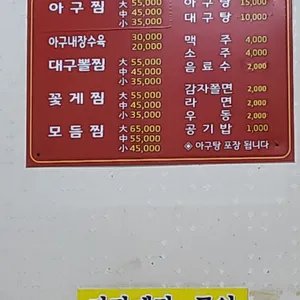 아구찜 大 55,000
中 45,000
小 35,000
아구내장수육 30,000
20,000
대구뽈찜 大 55,000
中 45,000
小 35,000
꽃게찜 大 55,000
中 45,000
小 35,000
모듬찜 大 65,000
中 55,000
小 45,000
아구탕 15,000
대구탕 10,000
맥주 4,000
소주 4,000
음료수 2,000
감자쫄면 2,000
라면 2,000
우동 2,000
공기밥 1,000
◈ 아구탕 포장 됩니다